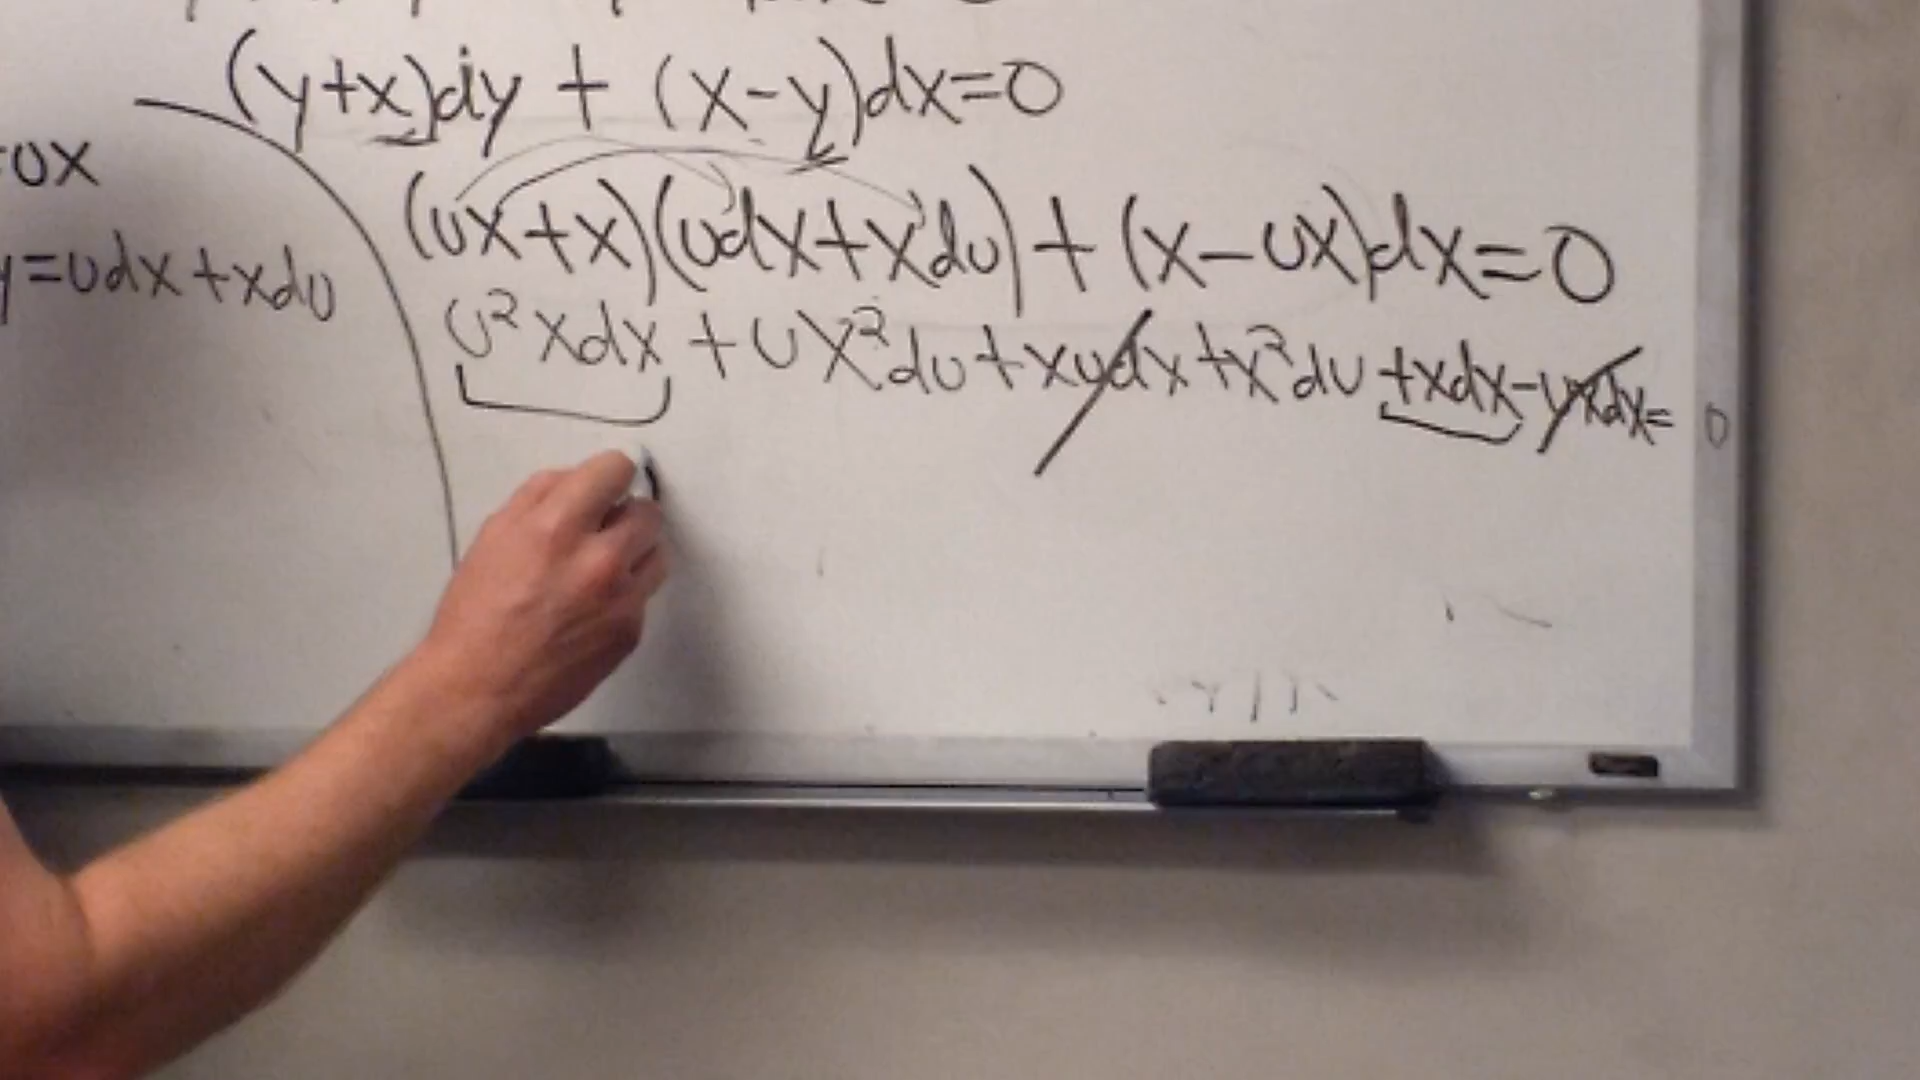 (y+x)dy + (x-y)dx=0
=ux
y=udx+xdu
(ux+x)(udx+xdu)+(x-ux)dx=0
u²xdx+ux²du+xudx+x²du+xdx-uxdx=0